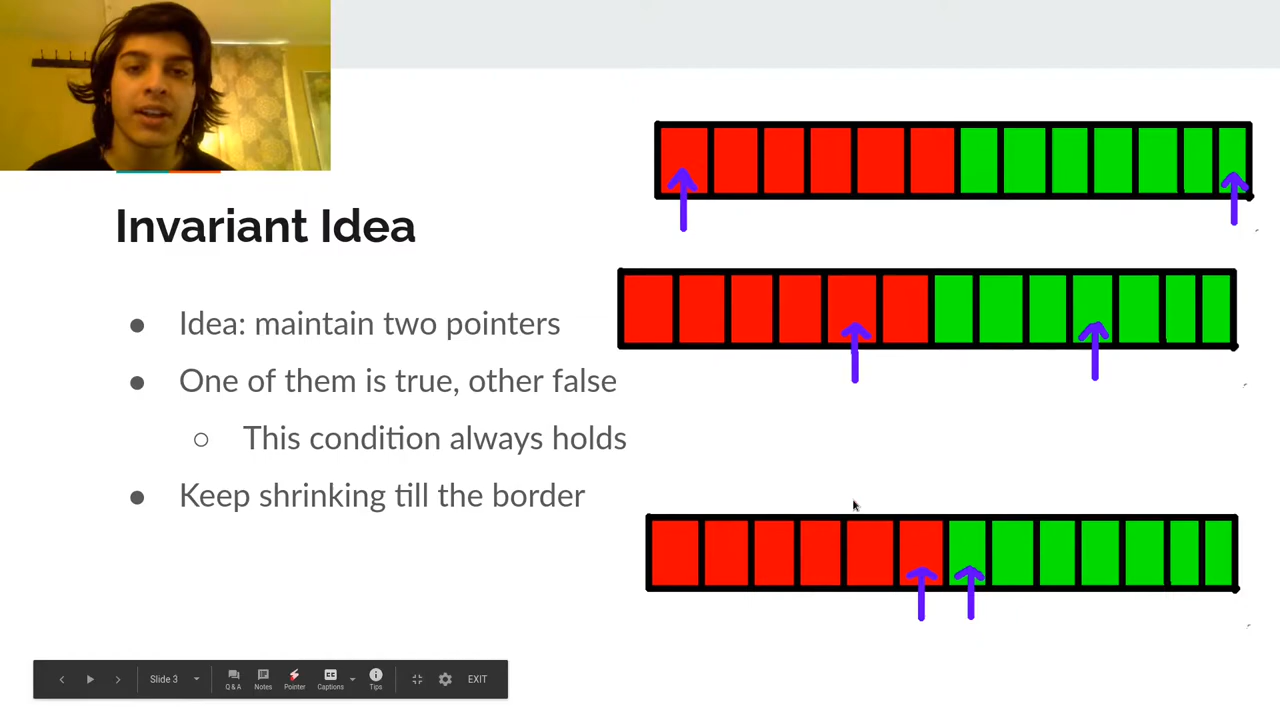 Invariant Idea
● Idea: maintain two pointers
● One of them is true, other false
○ This condition always holds
● Keep shrinking till the border
Slide 3
Q & A
Notes
Pointer
CC
Captions
Tips
EXIT